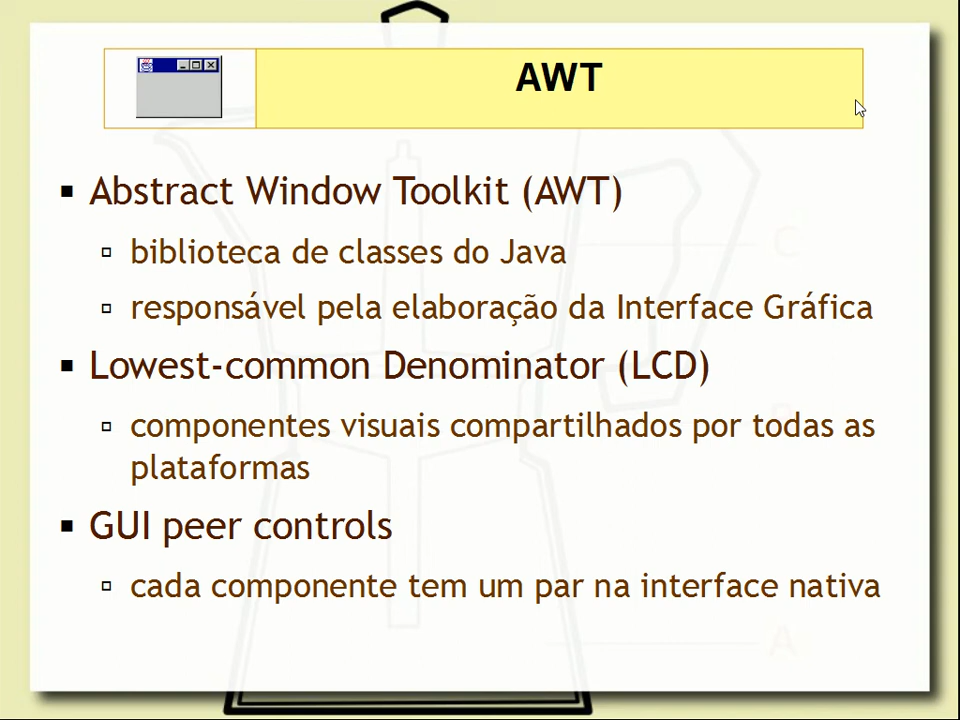 AWT
Abstract Window Toolkit (AWT)
biblioteca de classes do Java
responsável pela elaboração da Interface Gráfica
Lowest-common Denominator (LCD)
componentes visuais compartilhados por todas as
plataformas
GUI peer controls
cada componente tem um par na interface nativa
C
A